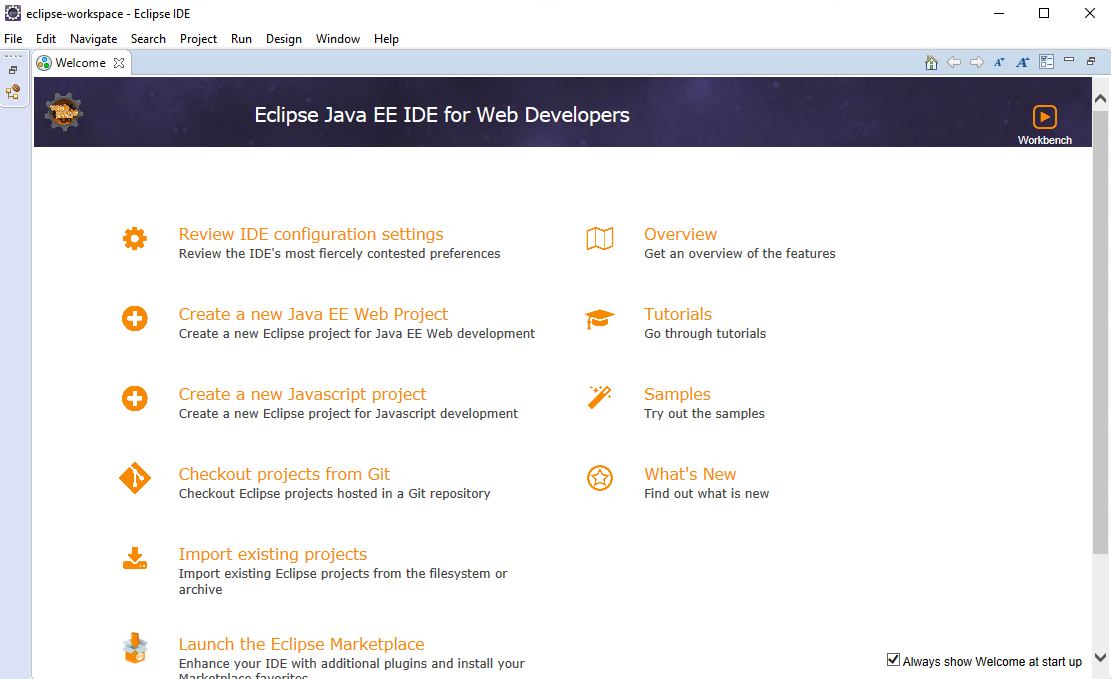 eclipse-workspace - Eclipse IDE
File Edit Navigate Search Project Run Design Window Help
Welcome
Eclipse Java EE IDE for Web Developers
Workbench
Review IDE configuration settings
Review the IDE's most fiercely contested preferences
Overview
Get an overview of the features
Create a new Java EE Web Project
Create a new Eclipse project for Java EE Web development
Tutorials
Go through tutorials
Create a new Javascript project
Create a new Eclipse project for Javascript development
Samples
Try out the samples
Checkout projects from Git
Checkout Eclipse projects hosted in a Git repository
What's New
Find out what is new
Import existing projects
Import existing Eclipse projects from the filesystem or
archive
Launch the Eclipse Marketplace
Enhance your IDE with additional plugins and install your
Marketplace favorites
Always show Welcome at start up